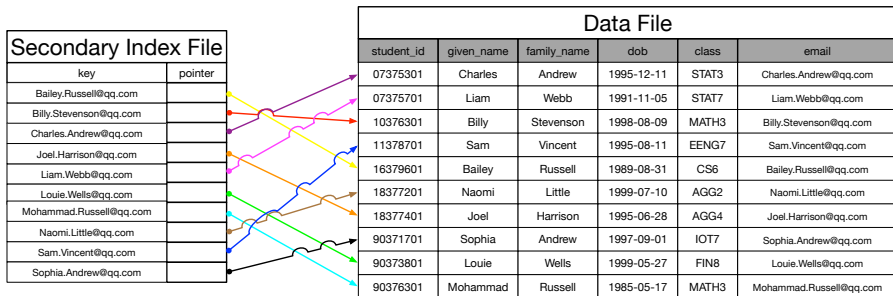 Secondary Index File
key pointer
Bailey.Russell@qq.com
Billy.Stevenson@qq.com
Charles.Andrew@qq.com
Joel.Harrison@qq.com
Liam.Webb@qq.com
Louie.Wells@qq.com
Mohammad.Russell@qq.com
Naomi.Little@qq.com
Sam.Vincent@qq.com
Sophia.Andrew@qq.com
Data File
student_id given_name family_name dob class email
07375301 Charles Andrew 1995-12-11 STAT3 Charles.Andrew@qq.com
07375701 Liam Webb 1991-11-05 STAT7 Liam.Webb@qq.com
10376301 Billy Stevenson 1998-08-09 MATH3 Billy.Stevenson@qq.com
11378701 Sam Vincent 1995-08-11 EENG7 Sam.Vincent@qq.com
16379601 Bailey Russell 1989-08-31 CS6 Bailey.Russell@qq.com
18377201 Naomi Little 1999-07-10 AGG2 Naomi.Little@qq.com
18377401 Joel Harrison 1995-06-28 AGG4 Joel.Harrison@qq.com
90371701 Sophia Andrew 1997-09-01 IOT7 Sophia.Andrew@qq.com
90373801 Louie Wells 1999-05-27 FIN8 Louie.Wells@qq.com
90376301 Mohammad Russell 1985-05-17 MATH3 Mohammad.Russell@qq.com